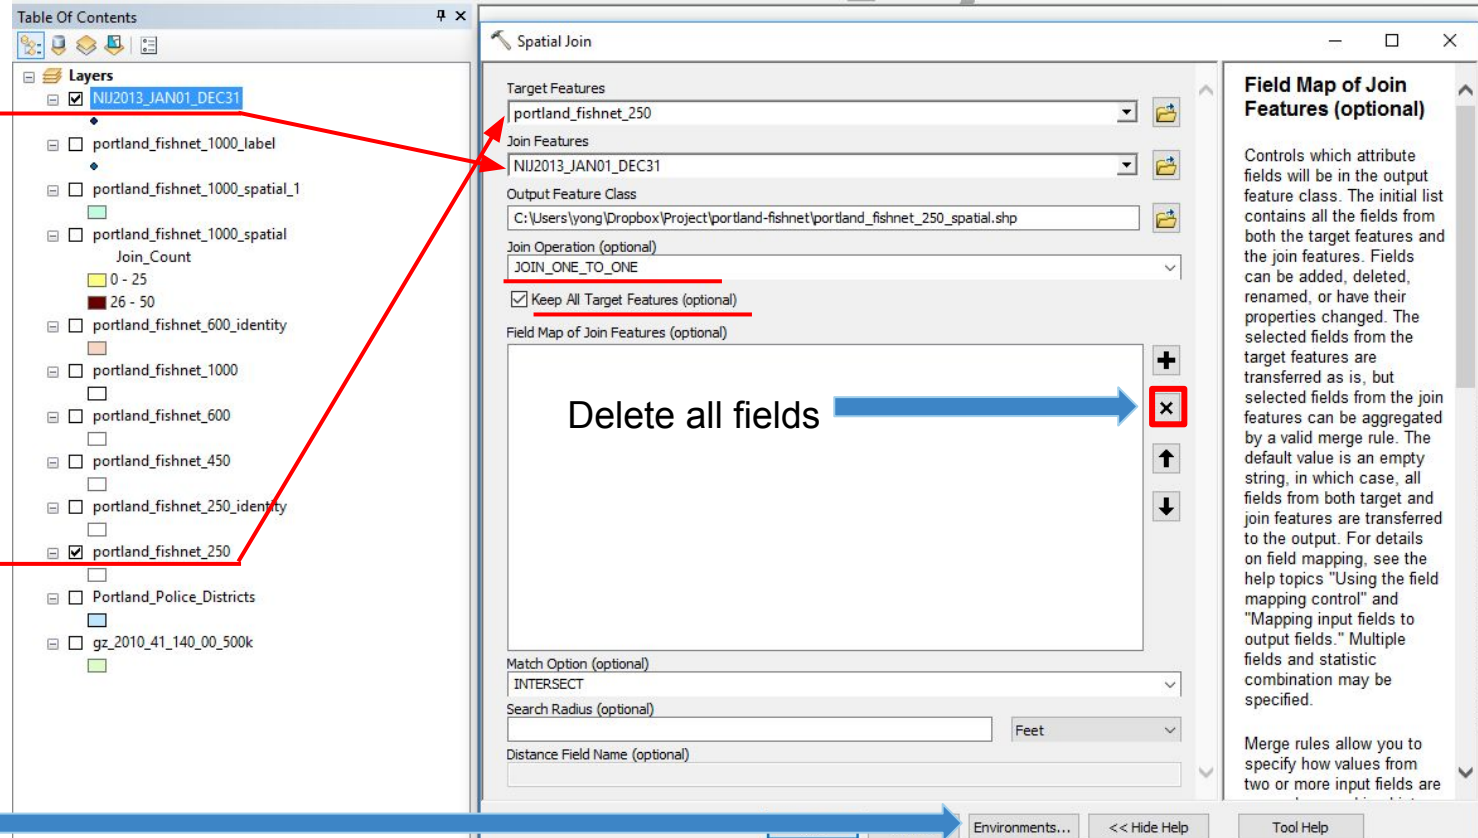 Table Of Contents
Layers
NIJ2013_JAN01_DEC31
portland_fishnet_1000_label
portland_fishnet_1000_spatial_1
portland_fishnet_1000_spatial
Join_Count
0 - 25
26 - 50
portland_fishnet_600_identity
portland_fishnet_1000
portland_fishnet_600
portland_fishnet_450
portland_fishnet_250_identity
portland_fishnet_250
Portland_Police_Districts
gz_2010_41_140_00_500k
Spatial Join
Target Features
portland_fishnet_250
Join Features
NIJ2013_JAN01_DEC31
Output Feature Class
C:\Users\yong\Dropbox\Project\portland-fishnet\portland_fishnet_250_spatial.shp
Join Operation (optional)
JOIN_ONE_TO_ONE
Keep All Target Features (optional)
Field Map of Join Features (optional)
Delete all fields
Match Option (optional)
INTERSECT
Search Radius (optional)
Feet
Distance Field Name (optional)
Environments...
<< Hide Help
Tool Help
Field Map of Join
Features (optional)
Controls which attribute
fields will be in the output
feature class. The initial list
contains all the fields from
both the target features and
the join features. Fields
can be added, deleted,
renamed, or have their
properties changed. The
selected fields from the
target features are
transferred as is, but
selected fields from the join
features can be aggregated
by a valid merge rule. The
default value is an empty
string, in which case, all
fields from both target and
join features are transferred
to the output. For details
on field mapping, see the
help topics "Using the field
mapping control" and
"Mapping input fields to
output fields." Multiple
fields and statistic
combination may be
specified.
Merge rules allow you to
specify how values from
two or more input fields are